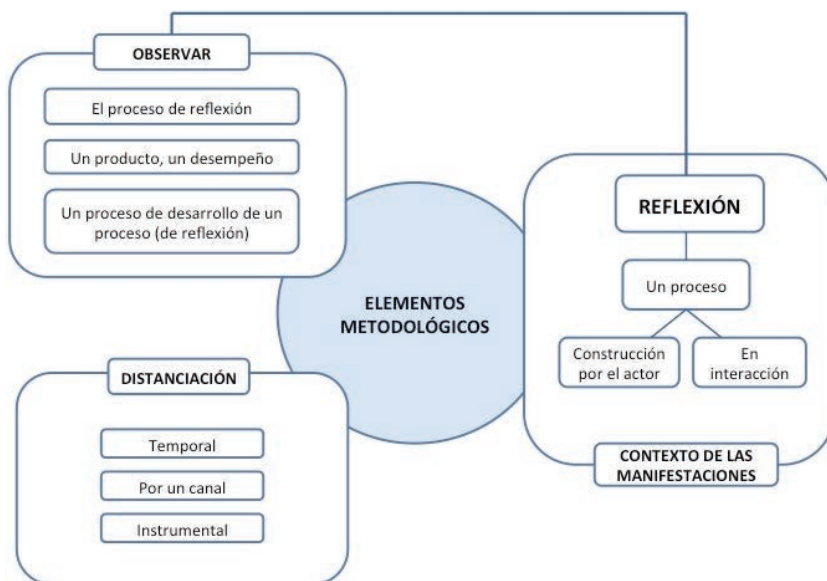 OBSERVAR
El proceso de reflexión
Un producto, un desempeño
Un proceso de desarrollo de un
proceso (de reflexión)
ELEMENTOS
METODOLÓGICOS
REFLEXIÓN
Un proceso
Construcción
por el actor
En
interacción
CONTEXTO DE LAS
MANIFESTACIONES
DISTANCIACIÓN
Temporal
Por un canal
Instrumental